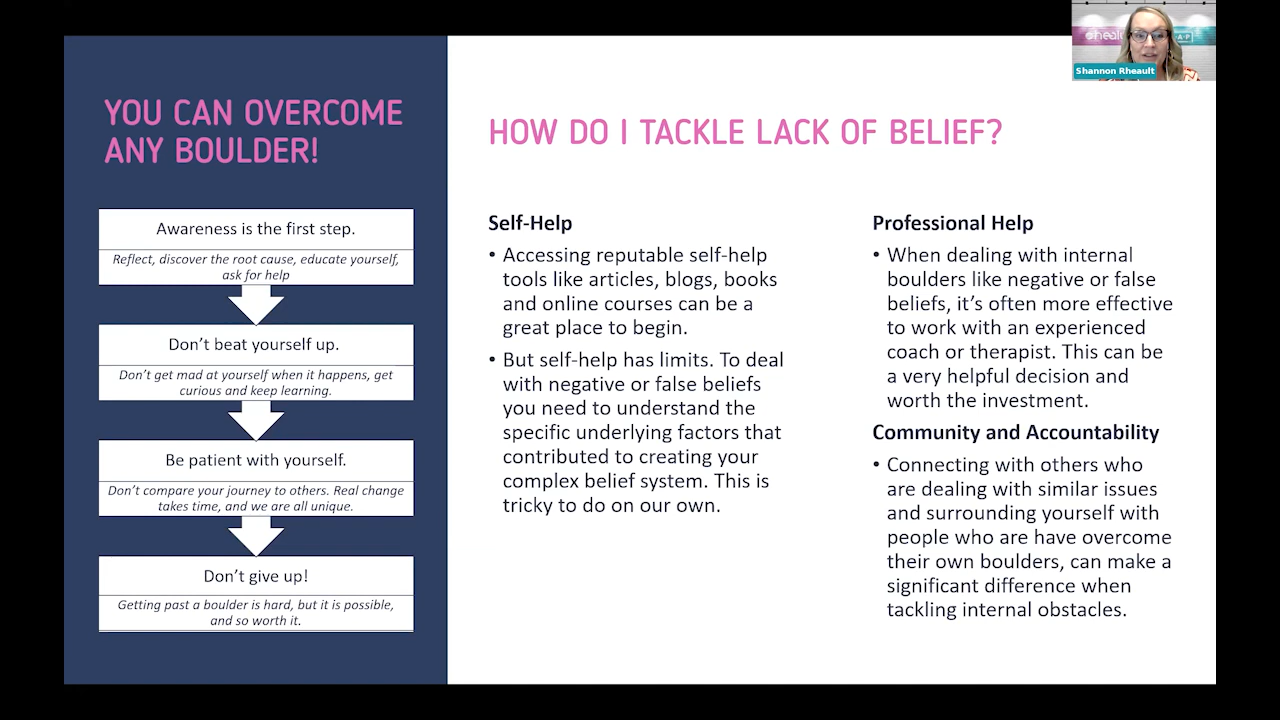 YOU CAN OVERCOME
ANY BOULDER!
Awareness is the first step.
Reflect, discover the root cause, educate yourself,
ask for help
Don't beat yourself up.
Don't get mad at yourself when it happens, get
curious and keep learning.
Be patient with yourself.
Don't compare your journey to others. Real change
takes time, and we are all unique.
Don't give up!
Getting past a boulder is hard, but it is possible,
and so worth it.
HOW DO I TACKLE LACK OF BELIEF?
Self-Help
• Accessing reputable self-help
tools like articles, blogs, books
and online courses can be a
great place to begin.
• But self-help has limits. To deal
with negative or false beliefs
you need to understand the
specific underlying factors that
contributed to creating your
complex belief system. This is
tricky to do on our own.
Professional Help
• When dealing with internal
boulders like negative or false
beliefs, it's often more effective
to work with an experienced
coach or therapist. This can be
a very helpful decision and
worth the investment.
Community and Accountability
• Connecting with others who
are dealing with similar issues
and surrounding yourself with
people who are have overcome
their own boulders, can make a
significant difference when
tackling internal obstacles.
Shannon Rheault